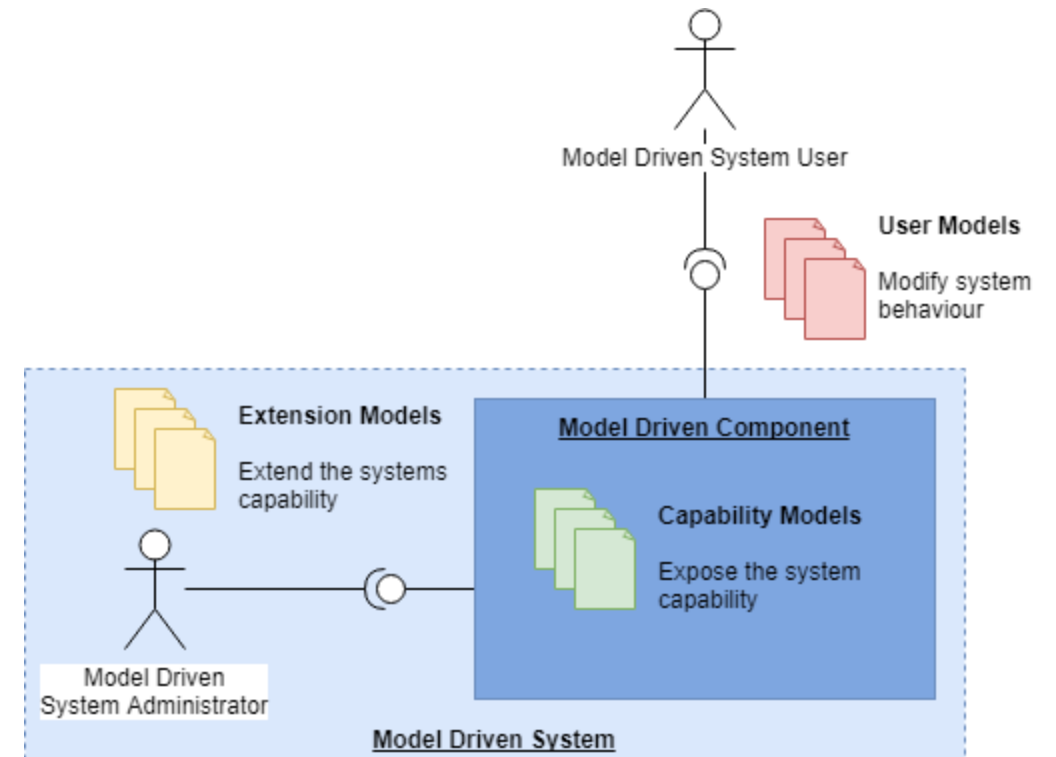 Model Driven System User
User Models
Modify system
behaviour
Extension Models
Extend the systems
capability
Model Driven Component
Capability Models
Expose the system
capability
Model Driven
System Administrator
Model Driven System